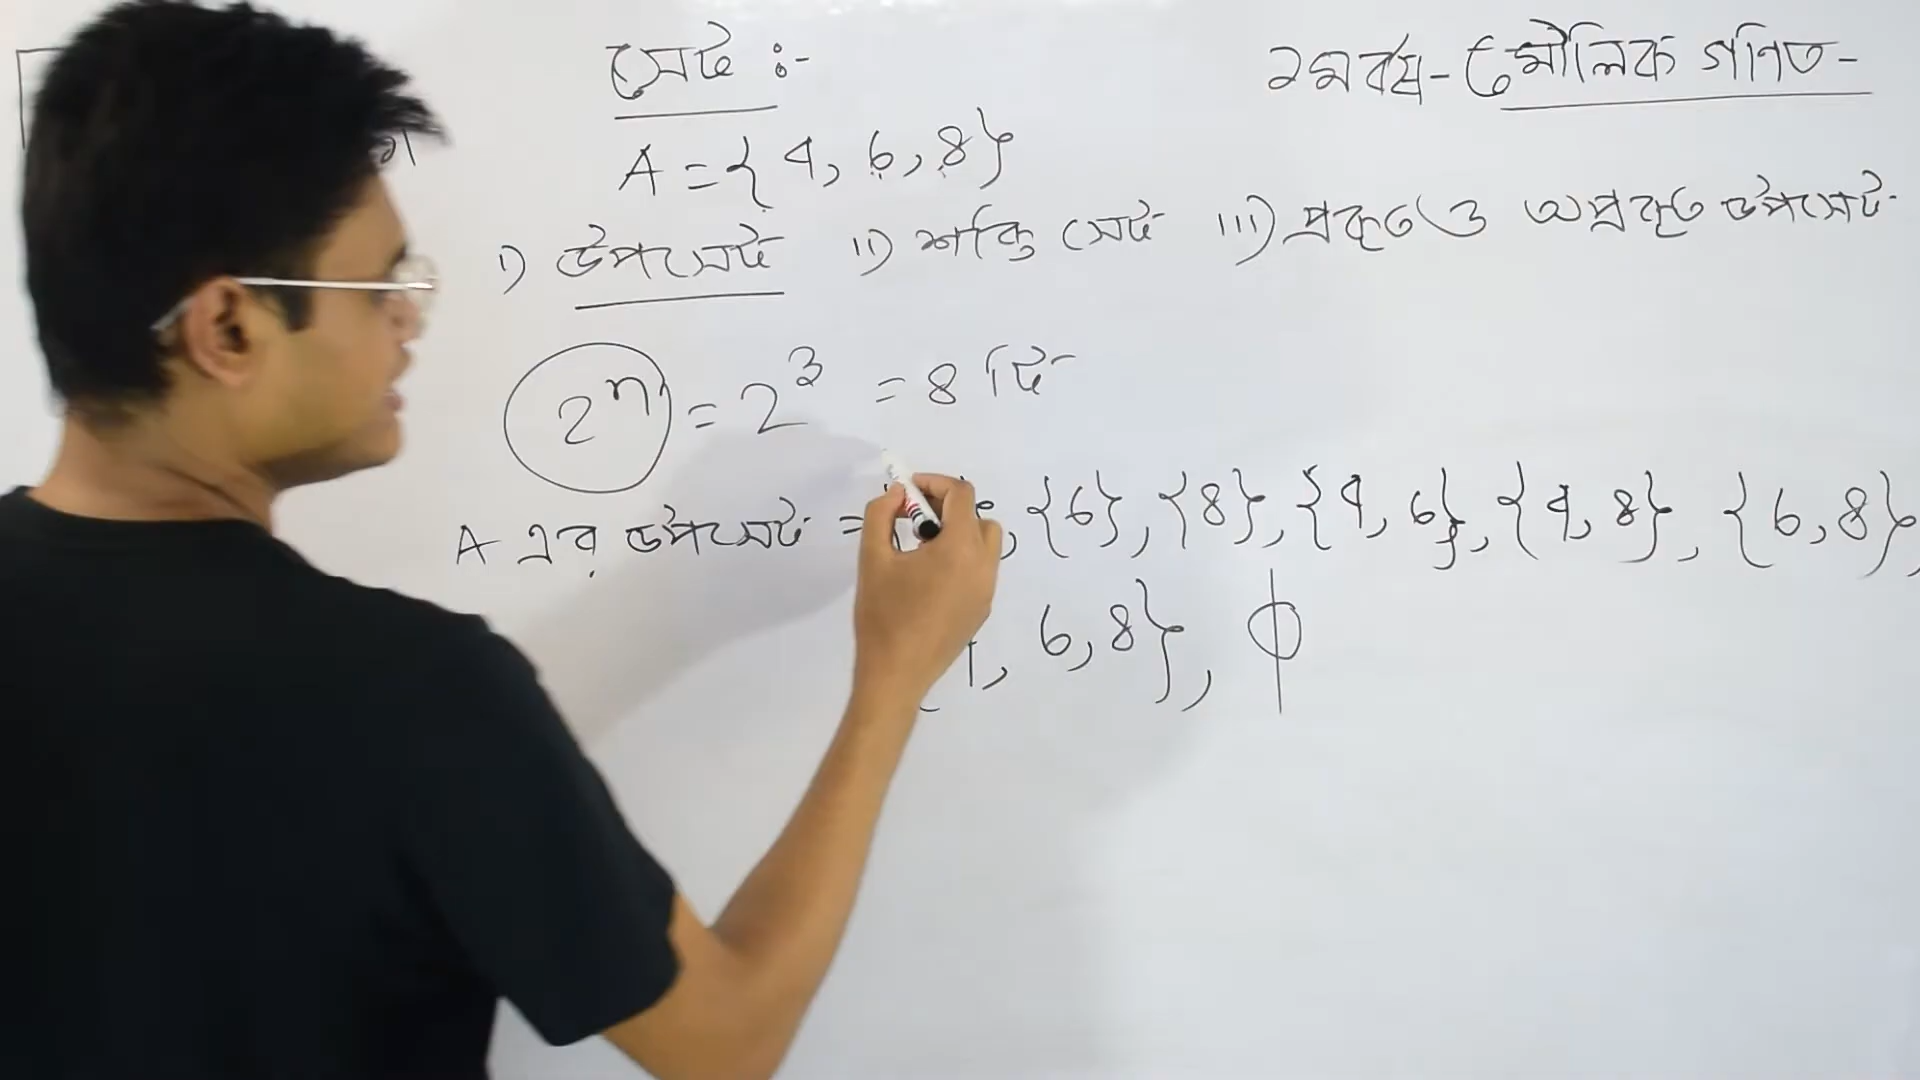 সেট :-
১ম বর্ষ - মৌলিক গণিত -
A = { 4, 6, 8}
i) উপসেট ii) শক্তি সেট iii) প্রকৃত ও অপ্রকৃত উপসেট
2ⁿ = 2³ = 8 টি
A এর উপসেট = , {6}, {8}, {4, 6}, {4, 8}, {6, 8},
, 6, 8}, ф